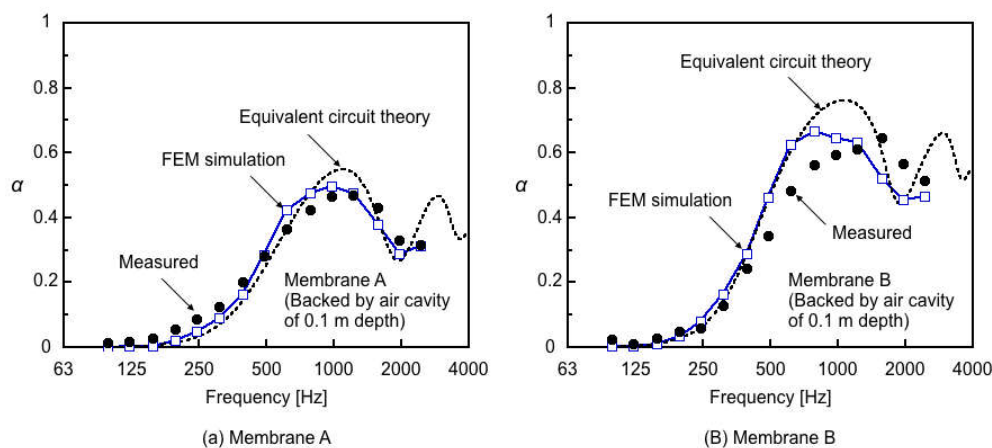 1
0.8
0.6
0.4
0.2
0
α
Equivalent circuit theory
FEM simulation
Measured
Membrane A
(Backed by air cavity
of 0.1 m depth)
63 125 250 500 1000 2000 4000
Frequency [Hz]
(a) Membrane A
1
0.8
0.6
0.4
0.2
0
α
Equivalent circuit theory
FEM simulation
Measured
Membrane B
(Backed by air cavity
of 0.1 m depth)
63 125 250 500 1000 2000 4000
Frequency [Hz]
(B) Membrane B